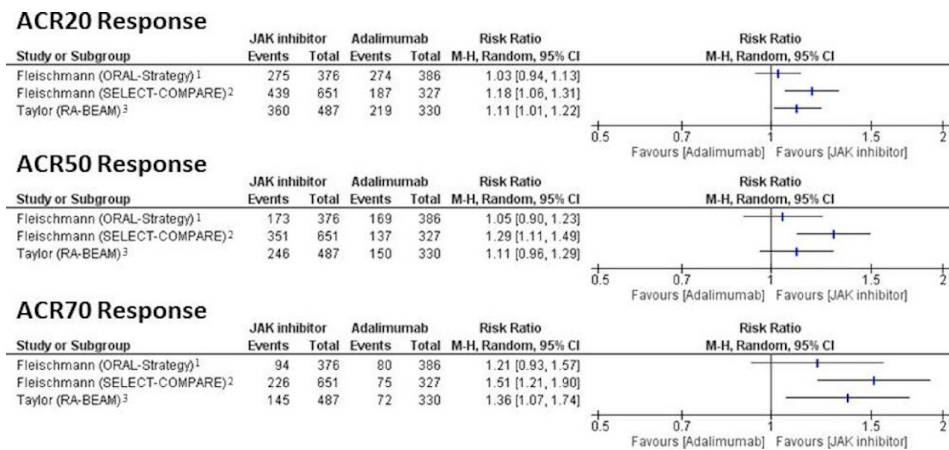 ACR20 Response
JAK inhibitor Adalimumab Risk Ratio Risk Ratio
Study or Subgroup Events Total Events Total M-H, Random, 95% CI M-H, Random, 95% CI
Fleischmann (ORAL-Strategy)1 275 376 274 386 1.03 [0.94, 1.13]
Fleischmann (SELECT-COMPARE)2 439 651 187 327 1.18 [1.06, 1.31]
Taylor (RA-BEAM)3 360 487 219 330 1.11 [1.01, 1.22]
0.5 0.7 1 1.5 2
Favours [Adalimumab] Favours [JAK inhibitor]
ACR50 Response
JAK inhibitor Adalimumab Risk Ratio Risk Ratio
Study or Subgroup Events Total Events Total M-H, Random, 95% CI M-H, Random, 95% CI
Fleischmann (ORAL-Strategy)1 173 376 169 386 1.05 [0.90, 1.23]
Fleischmann (SELECT-COMPARE)2 351 651 137 327 1.29 [1.11, 1.49]
Taylor (RA-BEAM)3 246 487 150 330 1.11 [0.96, 1.29]
0.5 0.7 1 1.5 2
Favours [Adalimumab] Favours [JAK inhibitor]
ACR70 Response
JAK inhibitor Adalimumab Risk Ratio Risk Ratio
Study or Subgroup Events Total Events Total M-H, Random, 95% CI M-H, Random, 95% CI
Fleischmann (ORAL-Strategy)1 94 376 80 386 1.21 [0.93, 1.57]
Fleischmann (SELECT-COMPARE)2 226 651 75 327 1.51 [1.21, 1.90]
Taylor (RA-BEAM)3 145 487 72 330 1.36 [1.07, 1.74]
0.5 0.7 1 1.5 2
Favours [Adalimumab] Favours [JAK inhibitor]